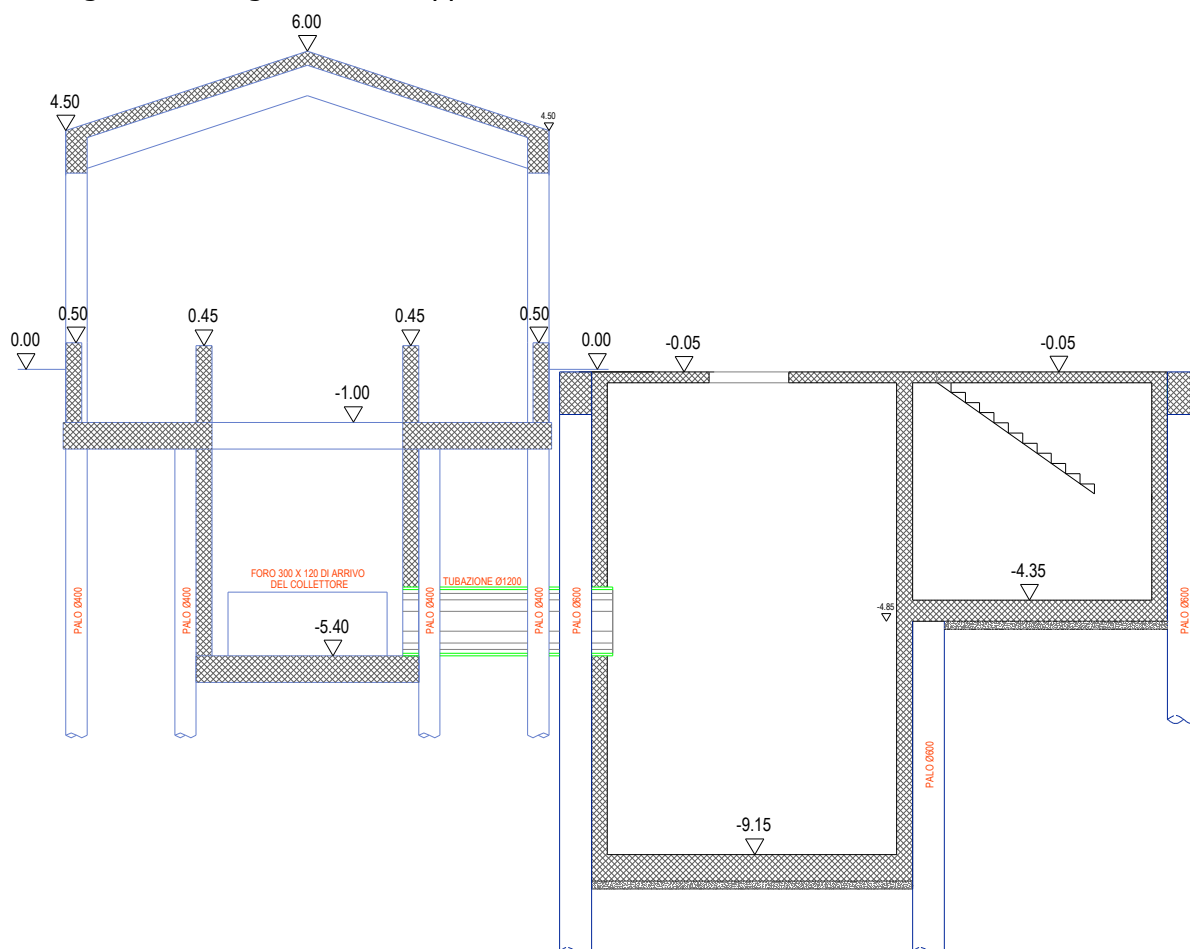 6.00
4.50
4.50
0.50
0.45
0.45
0.50
0.00
0.00
-0.05
-0.05
-1.00
FORO 300 X 120 DI ARRIVO
DEL COLLETTORE
TUBAZIONE Ø1200
-4.35
-4.85
-5.40
PALO Ø400
PALO Ø400
PALO Ø400
PALO Ø400
PALO Ø600
PALO Ø600
PALO Ø600
-9.15